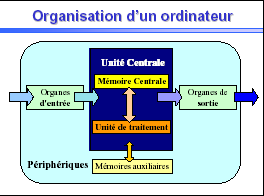 Organisation d'un ordinateur
Unité Centrale
Mémoire Centrale
Organes
d'entrée
Organes de
sortie
Unité de traitement
Périphériques
Mémoires auxiliaires